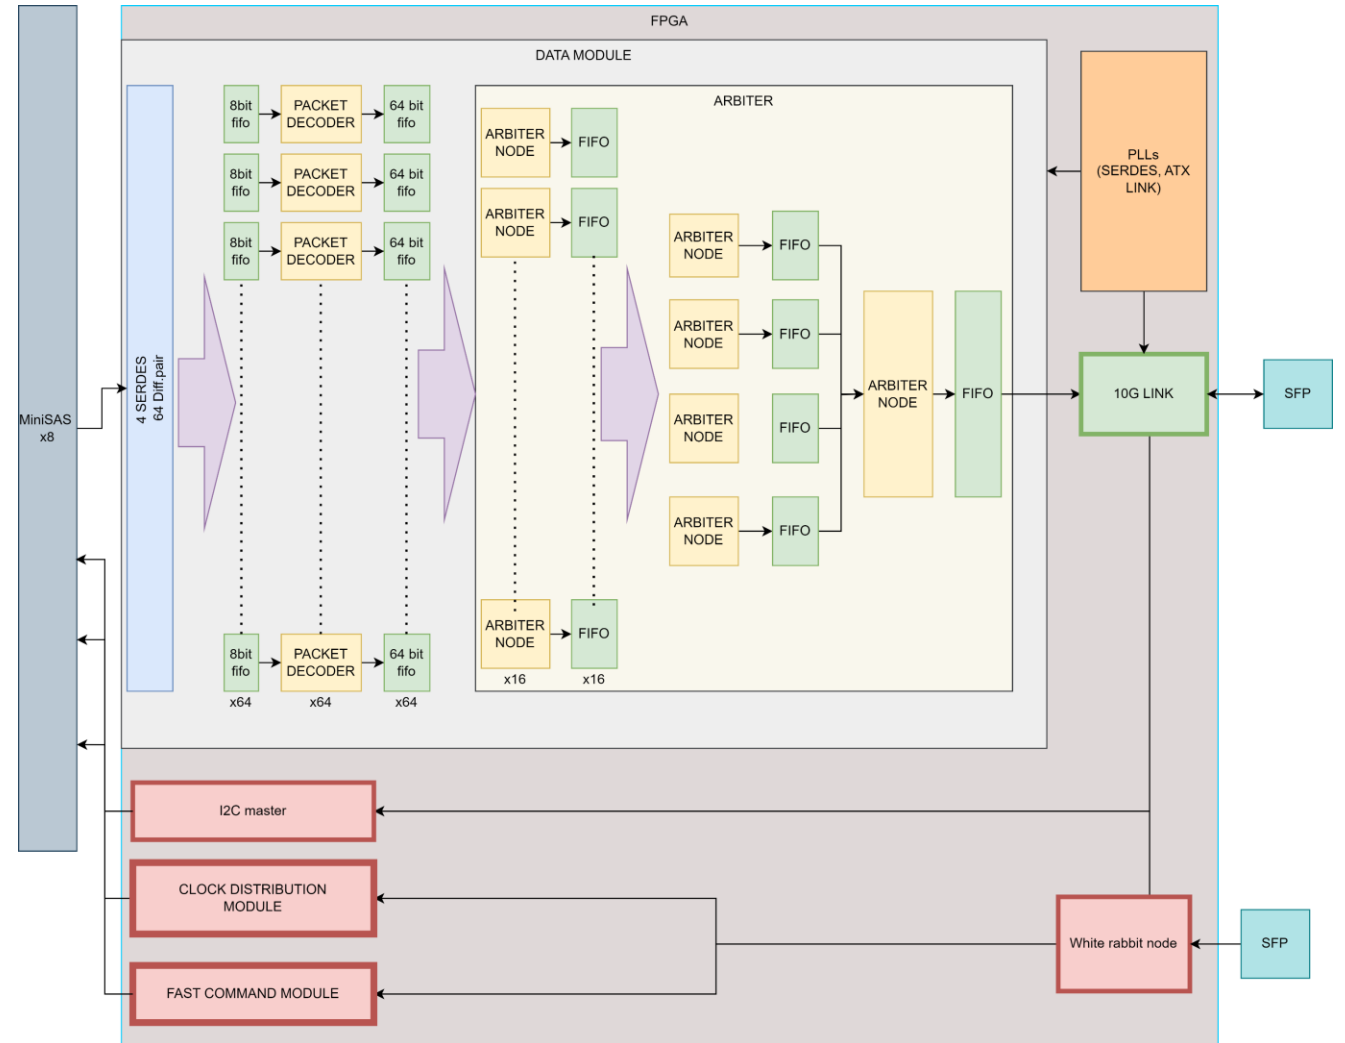 FPGA
DATA MODULE
ARBITER
MiniSAS
x8
4 SERDES
64 Diff.pair
8bit
fifo
PACKET
DECODER
64 bit
fifo
8bit
fifo
PACKET
DECODER
64 bit
fifo
8bit
fifo
PACKET
DECODER
64 bit
fifo
8bit
fifo
PACKET
DECODER
64 bit
fifo
x64
x64
x64
ARBITER
NODE
FIFO
ARBITER
NODE
FIFO
ARBITER
NODE
FIFO
x16
x16
ARBITER
NODE
FIFO
ARBITER
NODE
FIFO
ARBITER
NODE
FIFO
ARBITER
NODE
FIFO
ARBITER
NODE
FIFO
PLLs
(SERDES, ATX
LINK)
10G LINK
SFP
I2C master
CLOCK DISTRIBUTION
MODULE
FAST COMMAND MODULE
White rabbit node
SFP